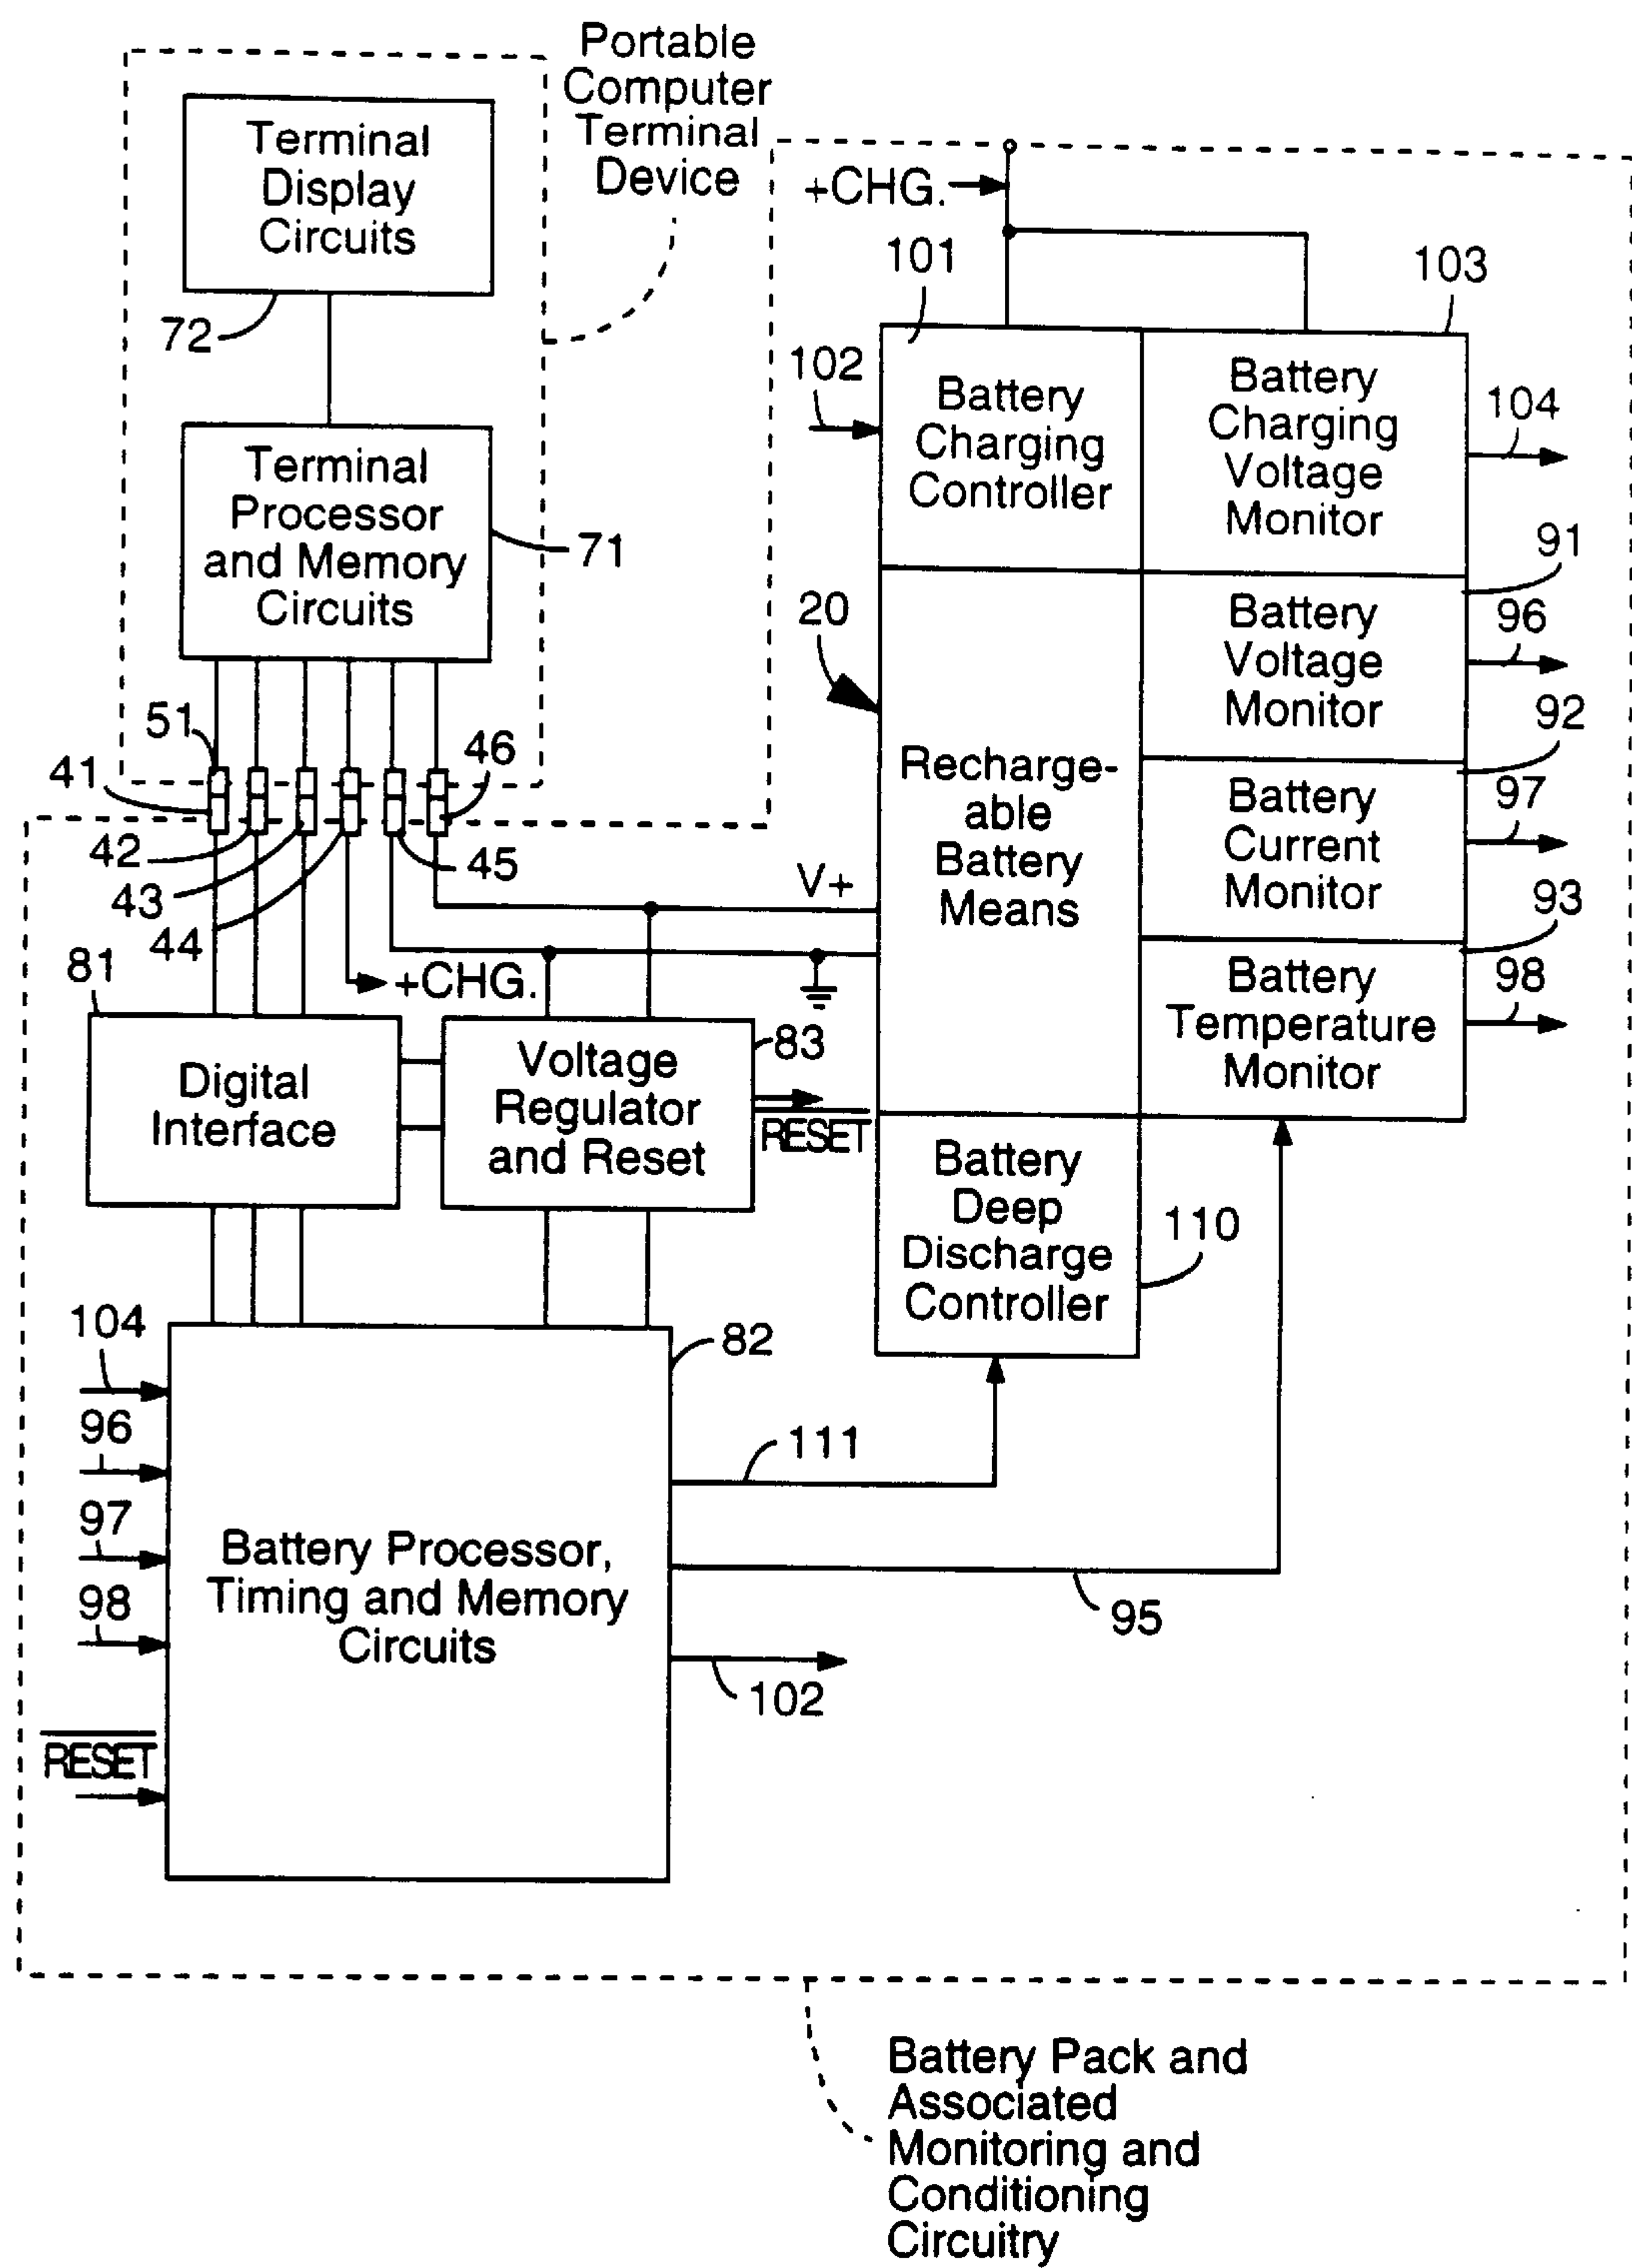 Portable
Computer
Terminal
Device
Terminal
Display
Circuits
72
Terminal
Processor
and Memory
Circuits
71
51
41
42
43
44
45
46
+CHG.
+CHG.
101
103
102
Battery
Charging
Controller
Battery
Charging
Voltage
Monitor
104
91
20
Battery
Voltage
Monitor
96
92
Recharge-
able
Battery
Means
Battery
Current
Monitor
97
93
V+
Battery
Temperature
Monitor
98
81
Digital
Interface
Voltage
Regulator
and Reset
83
RESET
Battery
Deep
Discharge
Controller
110
104
96
97
98
RESET
82
Battery Processor,
Timing and Memory
Circuits
111
95
102
Battery Pack and
Associated
Monitoring and
Conditioning
Circuitry